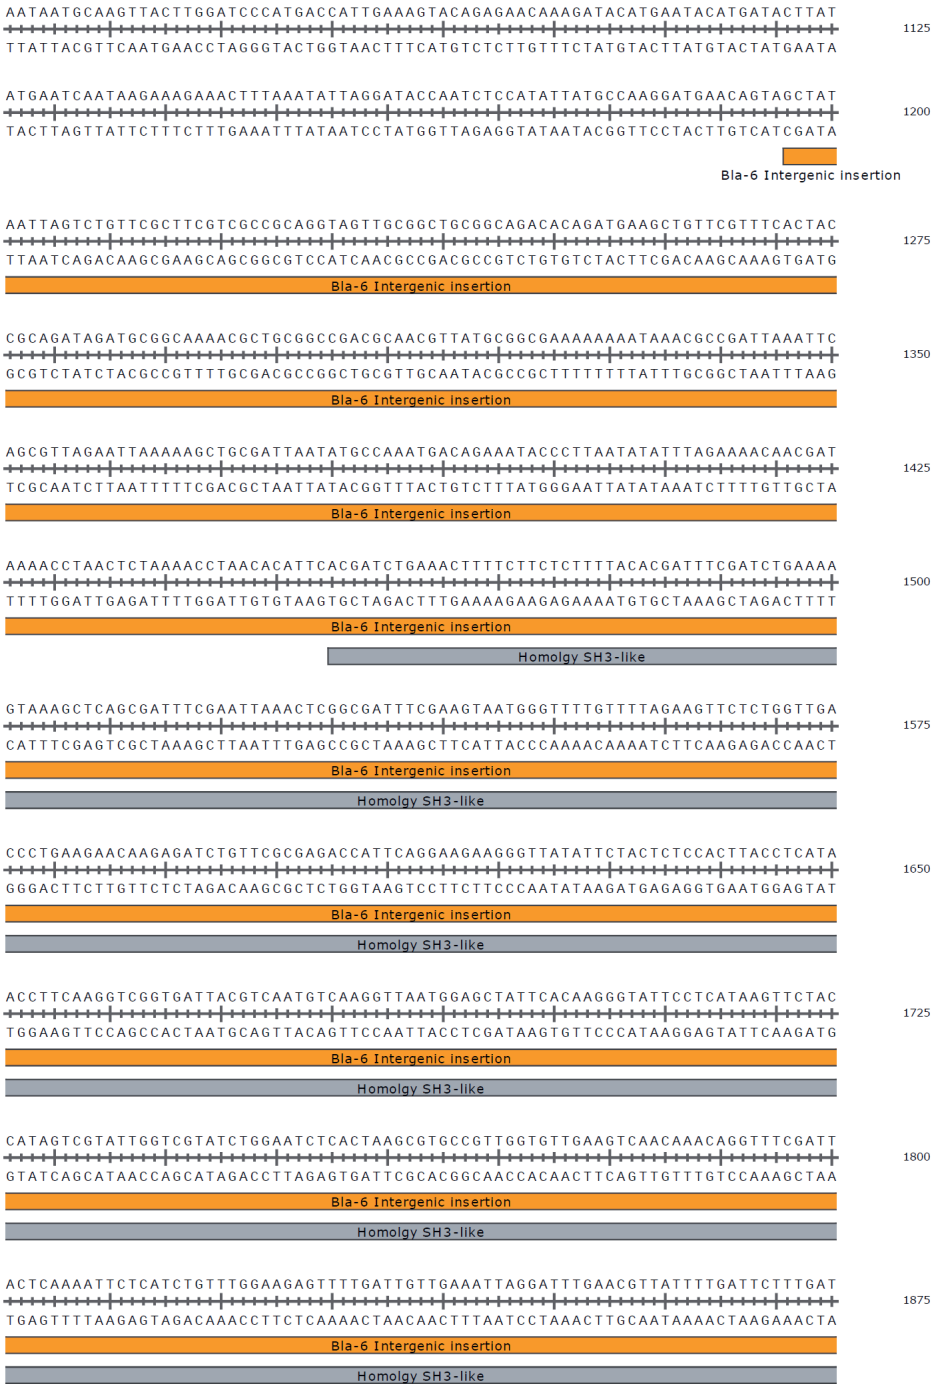 AATAATGCAAGTTACTTGGATCCCATGACCATTGAAAGTACAGAGAACAAAGATACATGAATACATGATACTTAT
1125
TTATTACGTTCAATGAACCTAGGGTACTGGTAACTTTCATGTCTCTTGTTTCTATGTACTTATGTACTATGAATA
ATGAATCAATAAGAAAGAAACTTTAAATATTAGGATACCAATCTCCATATTATGCCAAGGATGAACAGTAGCTAT
1200
TACTTAGTTATTCTTTCTTTGAAATTTATAATCCTATGGTTAGAGGTATAATACGGTTCCTACTTGTCATCGATA
Bla-6 Intergenic insertion
AATTAGTCTGTTCGCTTCGTCGCCGCAGGTAGTTGCGGCTGCGGCAGACACAGATGAAGCTGTTCGTTTCACTAC
1275
TTAATCAGACAAGCGAAGCAGCGGCGTCCATCAACGCCGACGCCGTCTGTGTCTACTTCGACAAGCAAAGTGATG
Bla-6 Intergenic insertion
CGCAGATAGATGCGGCAAAACGCTGCGGCCGACGCAACGTTATGCGGCGAAAAAAAATAAACGCCGATTAAATTC
1350
GCGTCTATCTACGCCGTTTTGCGACGCCGGCTGCGTTGCAATACGCCGCTTTTTTTTATTTGCGGCTAATTTAAG
Bla-6 Intergenic insertion
AGCGTTAGAATTAAAAAGCTGCGATTAATATGCCAAATGACAGAAATACCCTTAATATATTTAGAAAACAACGAT
1425
TCGCAATCTTAATTTTTCGACGCTAATTATACGGTTTACTGTCTTTATGGGAATTATATAAATCTTTTGTTGCTA
Bla-6 Intergenic insertion
AAAACCTAACTCTAAAACCTAACACATTCACGATCTGAAACTTTTCTTCTCTTTTACACGATTTCGATCTGAAAA
1500
TTTTGGATTGAGATTTTGGATTGTGTAAGTGCTAGACTTTGAAAAGAAGAGAAAATGTGCTAAAGCTAGACTTTT
Bla-6 Intergenic insertion
Homolgy SH3-like
GTAAAGCTCAGCGATTTCGAATTAAACTCGGCGATTTCGAAGTAATGGGTTTTGTTTTAGAAGTTCTCTGGTTGA
1575
CATTTCGAGTCGCTAAAGCTTAATTTGAGCCGCTAAAGCTTCATTACCCAAAACAAAATCTTCAAGAGACCAACT
Bla-6 Intergenic insertion
Homolgy SH3-like
CCCTGAAGAACAAGAGATCTGTTCGCGAGACCATTCAGGAAGAAGGGTTATATTCTACTCTCCACTTACCTCATA
1650
GGGACTTCTTGTTCTCTAGACAAGCGCTCTGGTAAGTCCTTCTTCCCAATATAAGATGAGAGGTGAATGGAGTAT
Bla-6 Intergenic insertion
Homolgy SH3-like
ACCTTCAAGGTCGGTGATTACGTCAATGTCAAGGTTAATGGAGCTATTCACAAGGGTATTCCTCATAAGTTCTAC
1725
TGGAAGTTCCAGCCACTAATGCAGTTACAGTTCCAATTACCTCGATAAGTGTTCCCATAAGGAGTATTCAAGATG
Bla-6 Intergenic insertion
Homolgy SH3-like
CATAGTCGTATTGGTCGTATCTGGAATCTCACTAAGCGTGCCGTTGGTGTTGAAGTCAACAAACAGGTTTCGATT
1800
GTATCAGCATAACCAGCATAGACCTTAGAGTGATTCGCACGGCAACCACAACTTCAGTTGTTTGTCCAAAGCTAA
Bla-6 Intergenic insertion
Homolgy SH3-like
ACTCAAAATTCTCATCTGTTTGGAAGAGTTTTGATTGTTGAAATTAGGATTTGAACGTTATTTTGATTCTTTGAT
1875
TGAGTTTTAAGAGTAGACAAACCTTCTCAAAACTAACAACTTTAATCCTAAACTTGCAATAAAACTAAGAAACTA
Bla-6 Intergenic insertion
Homolgy SH3-like